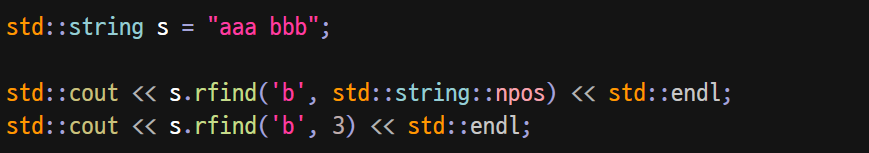 std::string s = "aaa bbb";
std::cout << s.rfind('b', std::string::npos) << std::endl;
std::cout << s.rfind('b', 3) << std::endl;